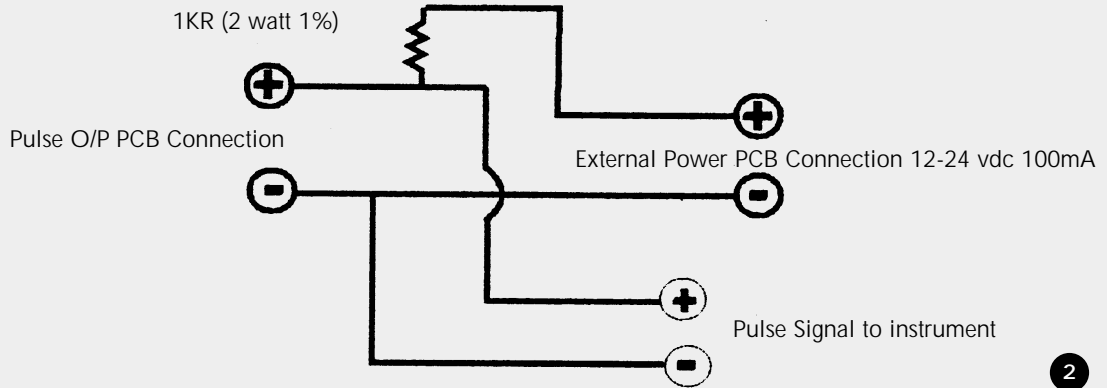 1KR (2 watt 1%)
+
+
Pulse O/P PCB Connection
External Power PCB Connection 12-24 vdc 100mA
-
-
+
Pulse Signal to instrument
-
2